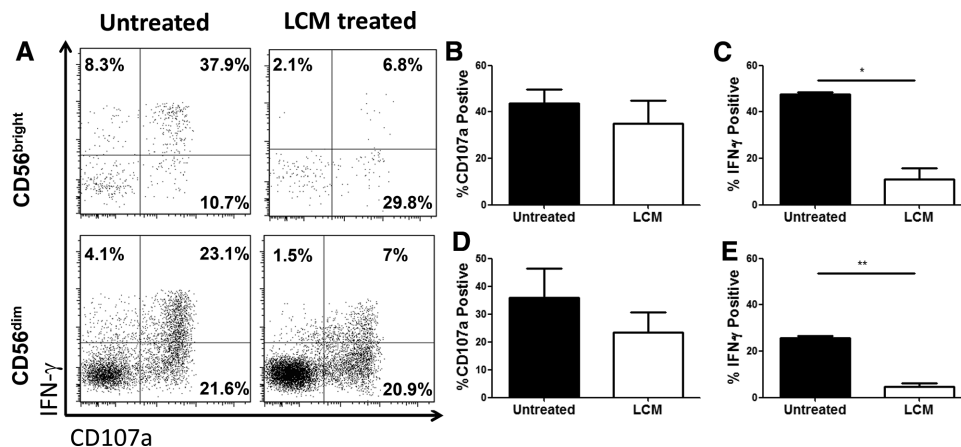 Untreated
LCM treated
A
CD56bright
8.3%
37.9%
10.7%
2.1%
6.8%
29.8%
CD56dim
4.1%
23.1%
21.6%
1.5%
7%
20.9%
IFN-γ
CD107a
B
%CD107a Postive
60
40
20
0
Untreated
LCM
C
% IFNγ Positive
60
40
20
0
*
Untreated
LCM
D
%CD107a Postive
50
40
30
20
10
0
Untreated
LCM
E
% IFNγ Positive
60
40
20
0
**
Untreated
LCM